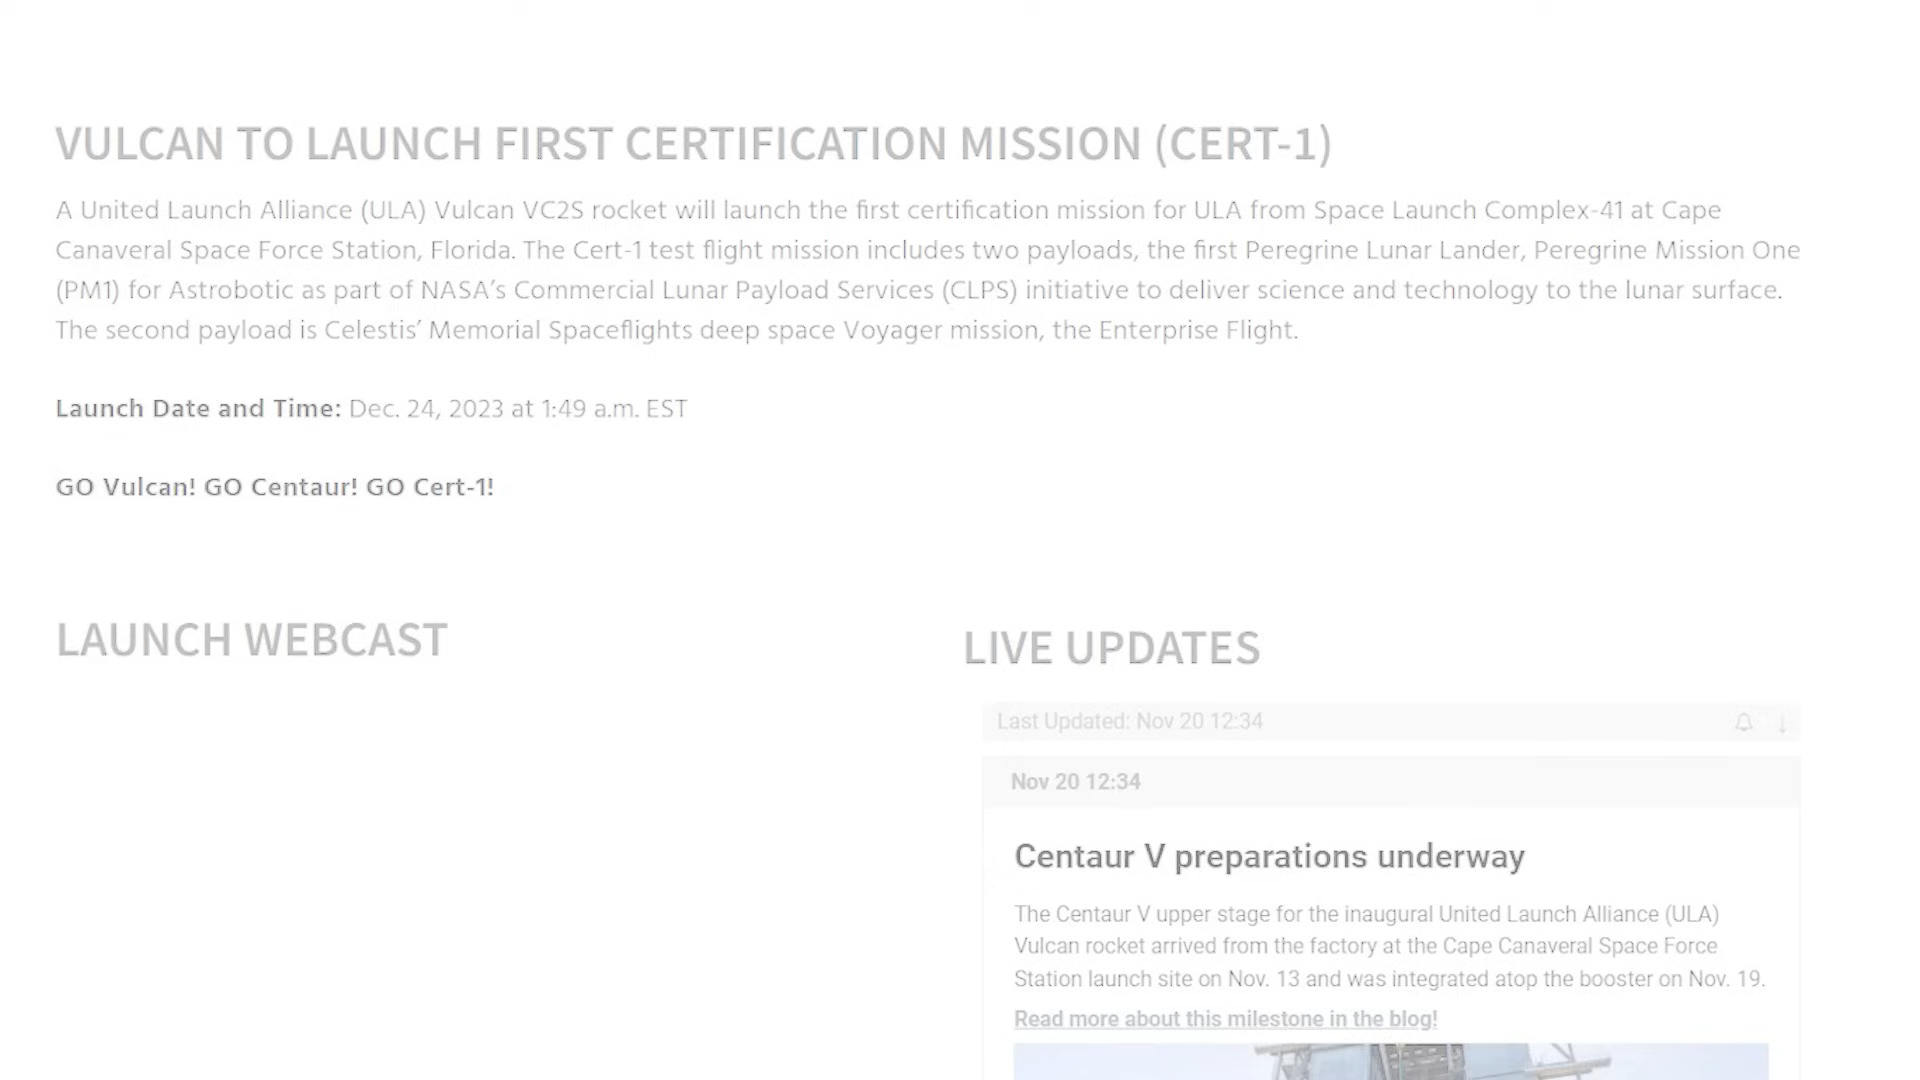 VULCAN TO LAUNCH FIRST CERTIFICATION MISSION (CERT-1)
A United Launch Alliance (ULA) Vulcan VC2S rocket will launch the first certification mission for ULA from Space Launch Complex-41 at Cape
Canaveral Space Force Station, Florida. The Cert-1 test flight mission includes two payloads, the first Peregrine Lunar Lander, Peregrine Mission One
(PM1) for Astrobotic as part of NASA’s Commercial Lunar Payload Services (CLPS) initiative to deliver science and technology to the lunar surface.
The second payload is Celestis’ Memorial Spaceflights deep space Voyager mission, the Enterprise Flight.
Launch Date and Time: Dec. 24, 2023 at 1:49 a.m. EST
GO Vulcan! GO Centaur! GO Cert-1!
LAUNCH WEBCAST
LIVE UPDATES
Last Updated: Nov 20 12:34
Nov 20 12:34
Centaur V preparations underway
The Centaur V upper stage for the inaugural United Launch Alliance (ULA)
Vulcan rocket arrived from the factory at the Cape Canaveral Space Force
Station launch site on Nov. 13 and was integrated atop the booster on Nov. 19.
Read more about this milestone in the blog!